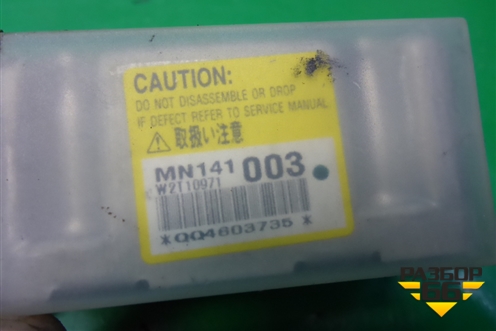 CAUTION:
DO NOT DISASSEMBLE OR DROP
IF DEFECT REFER TO SERVICE MANUAL
⚠取扱い注意
MN141 003
W2T10971
*QQ4603735*
РАЗБОР